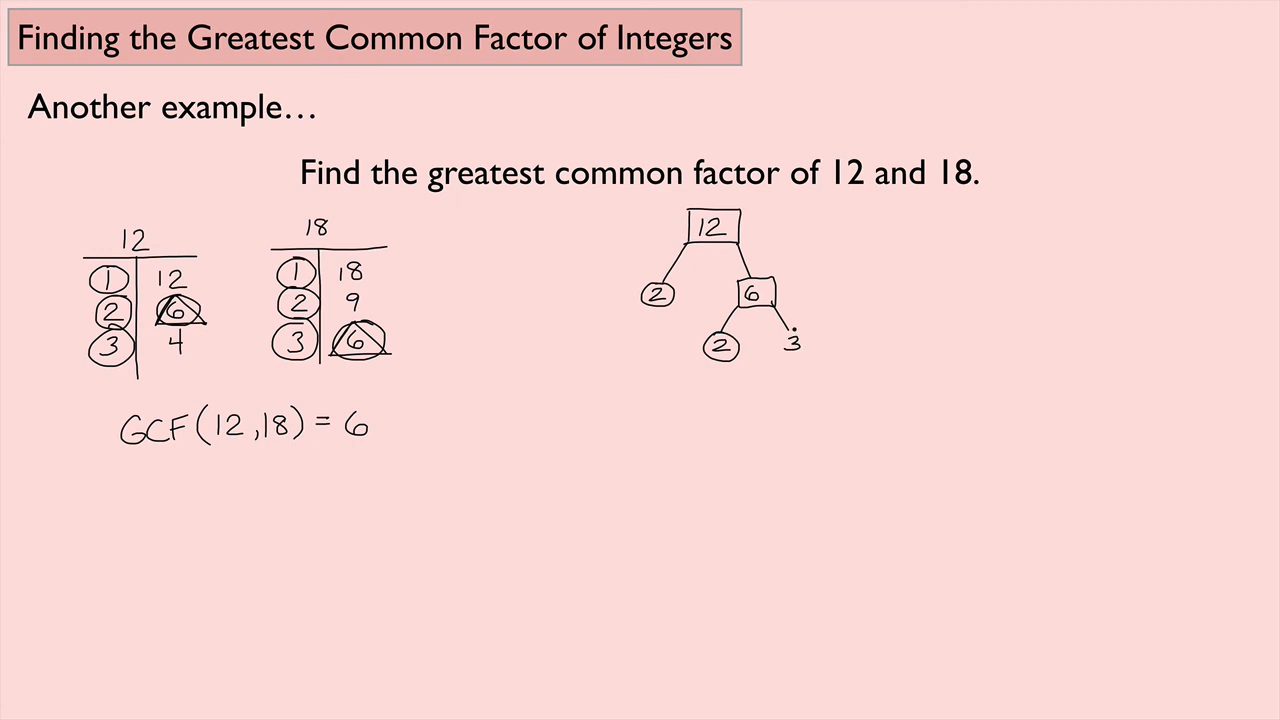 Finding the Greatest Common Factor of Integers
Another example…
Find the greatest common factor of 12 and 18.
12
1 12
2 6
3 4
18
1 18
2 9
3 6
GCF(12,18) = 6
12
2 6
2 3